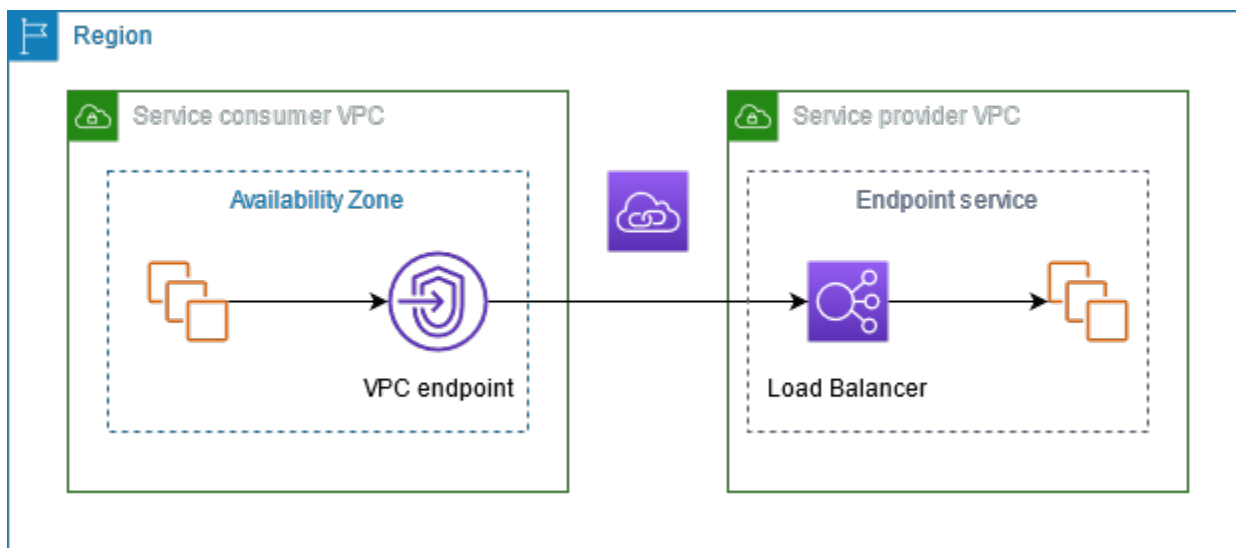 Region
Service consumer VPC
Service provider VPC
Availability Zone
Endpoint service
VPC endpoint
Load Balancer